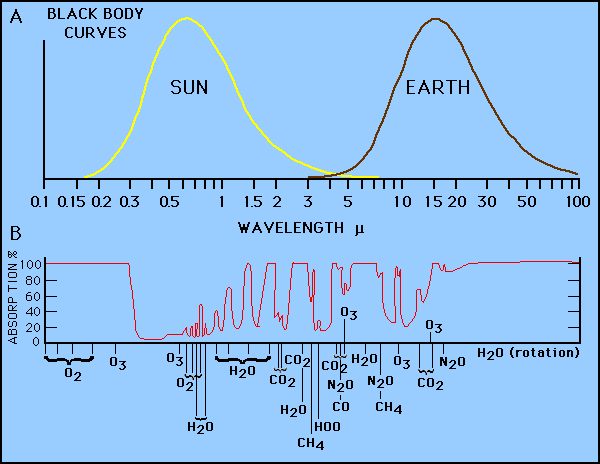 A
BLACK BODY
CURVES
SUN
EARTH
0.1 0.15 0.2 0.3 0.5 1 1.5 2 3 5 10 15 20 30 50 100
WAVELENGTH μ
B
ABSORPTION %
100
80
60
40
20
0
O2
O3
O3
O2
H2O
H2O
CO2
CO2
H2O
CH4
HDO
CO2
O3
N2O
CO
H2O
N2O
CH4
O3
CO2
O3
N2O
H2O (rotation)